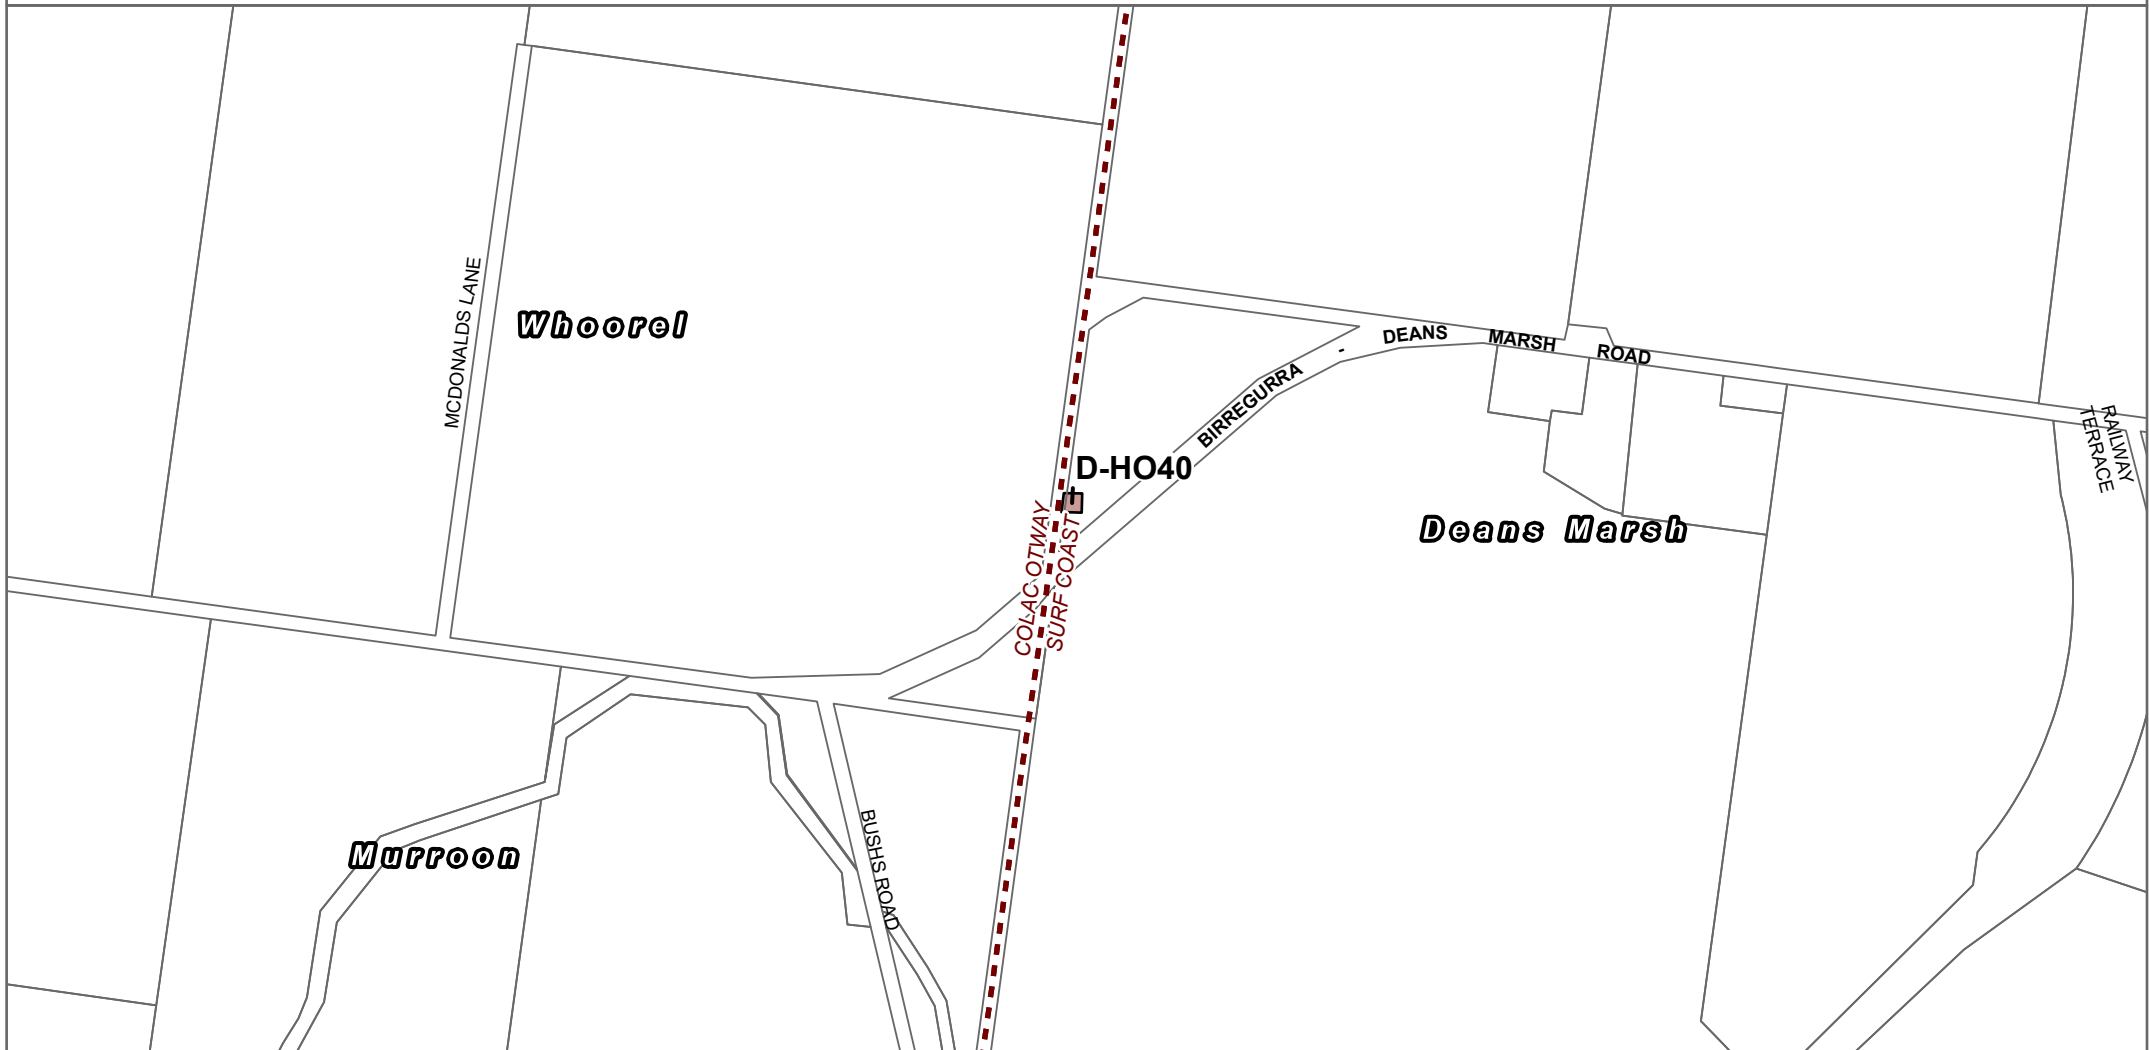 MCDONALDS LANE
Whoorel
DEANS MARSH ROAD
-
BIRREGURRA
RAILWAY
TERRACE
D-HO40
COLAC OTWAY
SURF COAST
Deans Marsh
Murroon
BUSHS ROAD